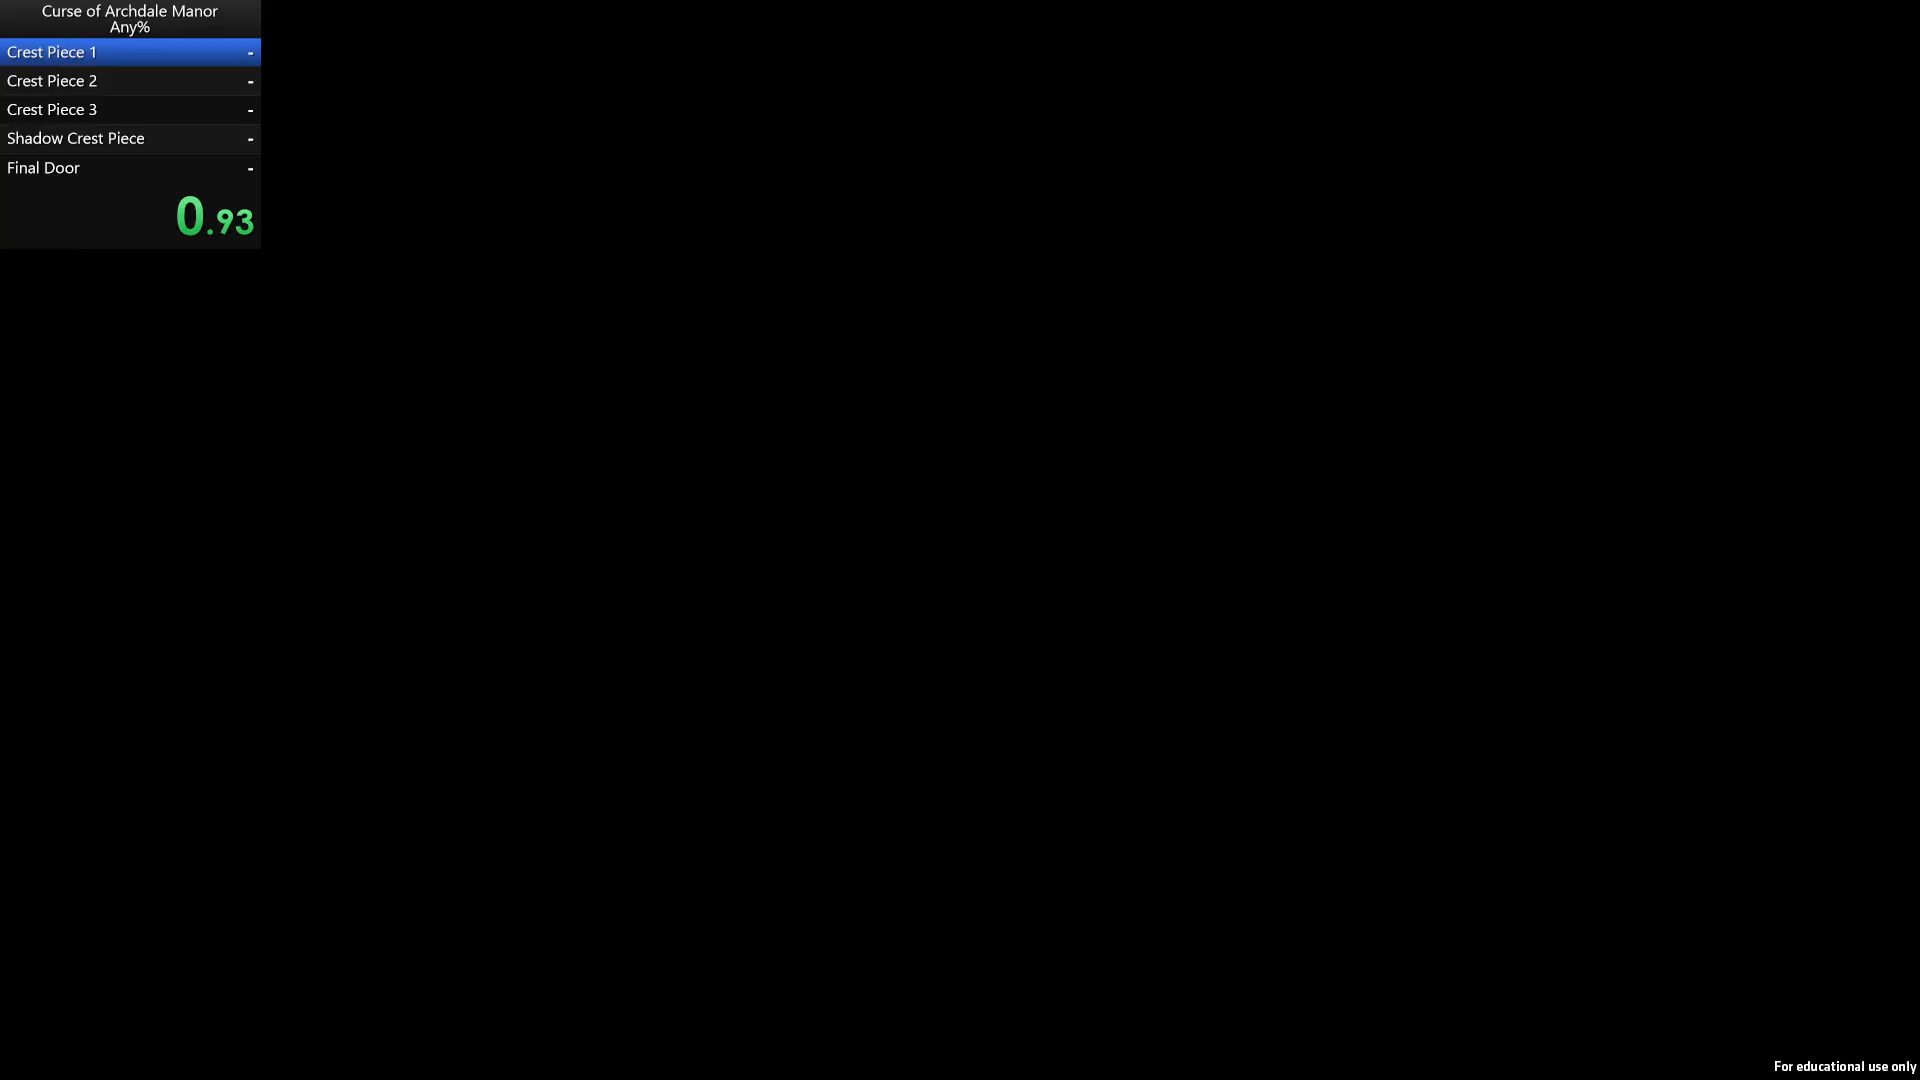 Curse of Archdale Manor
Any%
Crest Piece 1 -
Crest Piece 2 -
Crest Piece 3 -
Shadow Crest Piece -
Final Door -
0.93
For educational use only